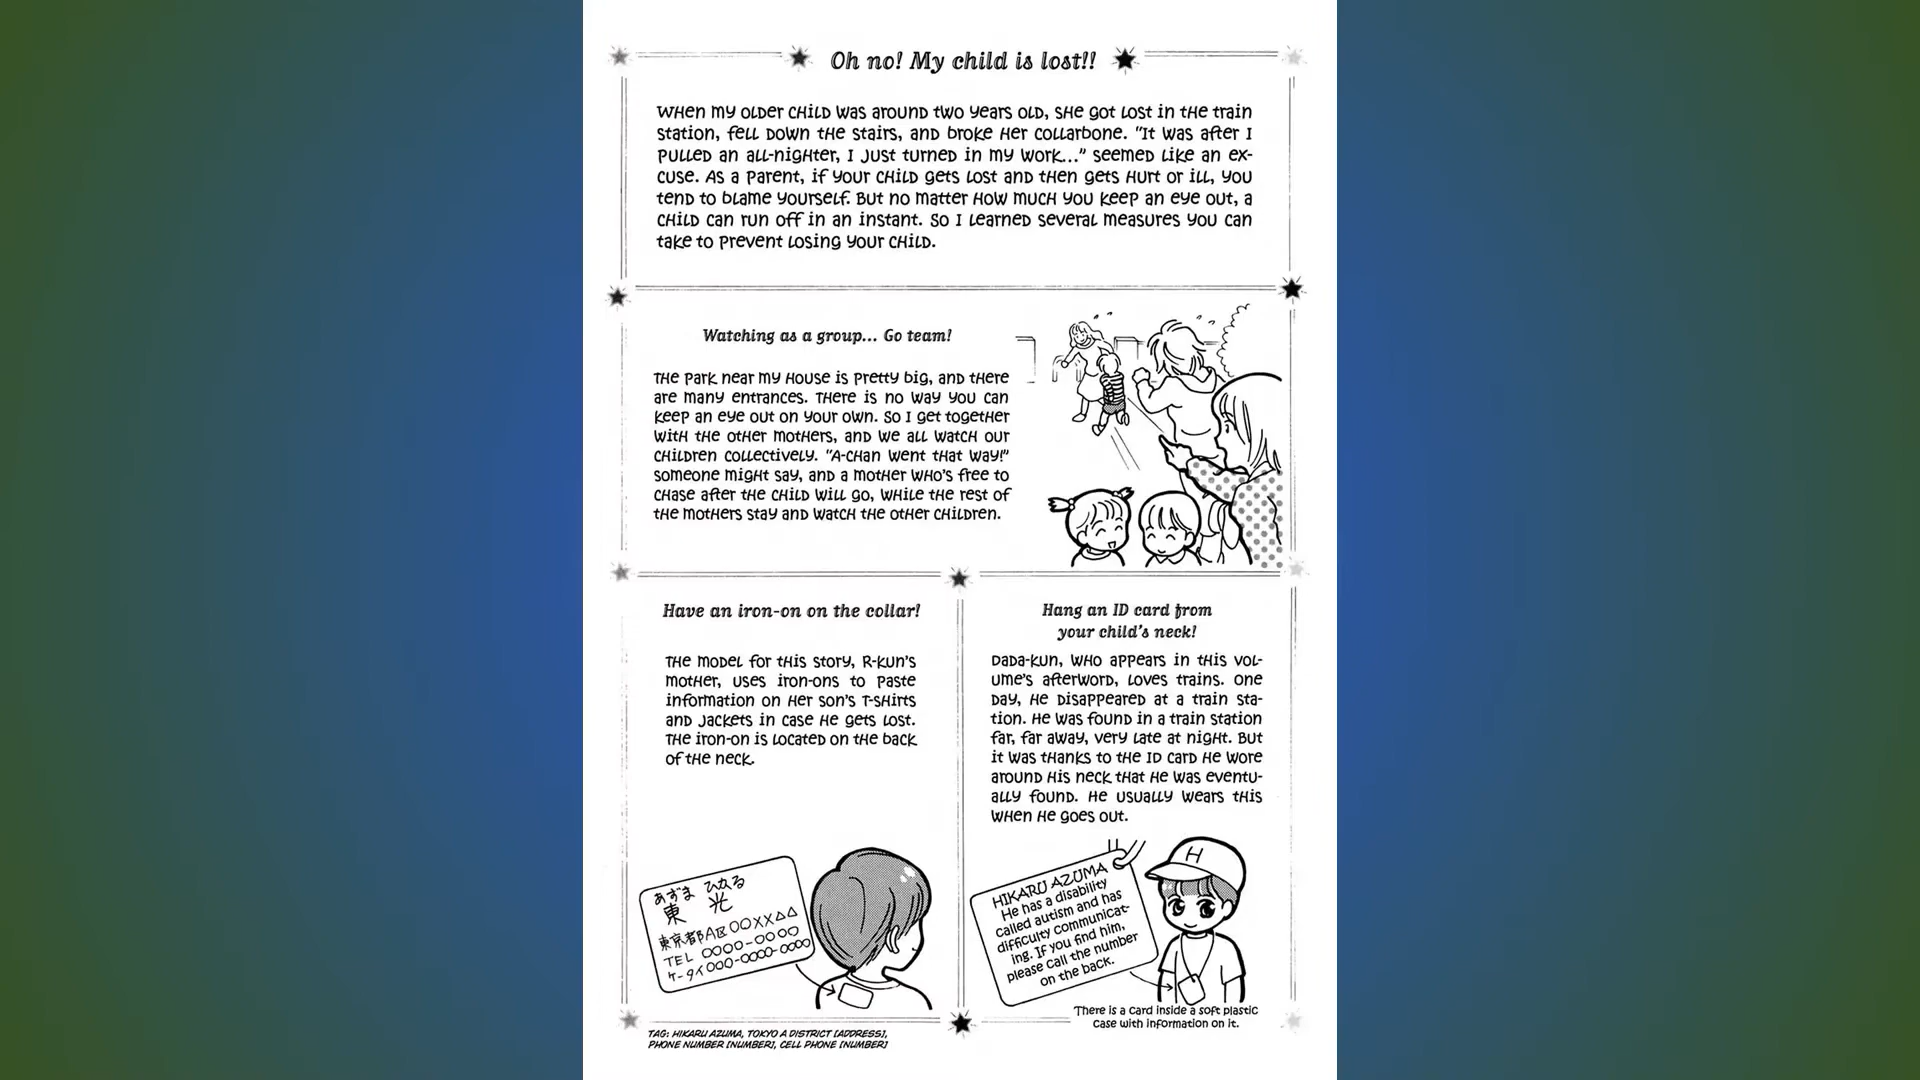 Oh no! My child is lost!!
When my older child was around two years old, she got lost in the train
station, fell down the stairs, and broke her collarbone. "It was after I
pulled an all-nighter, I just turned in my work..." seemed like an ex-
cuse. As a parent, if your child gets lost and then gets hurt or ill, you
tend to blame yourself. But no matter how much you keep an eye out, a
child can run off in an instant. So I learned several measures you can
take to prevent losing your child.
Watching as a group... Go team!
The park near my house is pretty big, and there
are many entrances. There is no way you can
keep an eye out on your own. So I get together
with the other mothers, and we all watch our
children collectively. "A-chan went that way!"
someone might say, and a mother who's free to
chase after the child will go, while the rest of
the mothers stay and watch the other children.
Have an iron-on on the collar!
The model for this story, R-kun's
mother, uses iron-ons to paste
information on her son's T-shirts
and jackets in case he gets lost.
The iron-on is located on the back
of the neck.
あずま ひかる
東 光
東京都A区〇〇XX△△
TEL 0000-0000
ケータイ000-0000-0000
TAG: HIKARU AZUMA, TOKYO A DISTRICT [ADDRESS],
PHONE NUMBER [NUMBER], CELL PHONE [NUMBER]
Hang an ID card from
your child's neck!
Dada-kun, who appears in this vol-
ume's afterword, loves trains. One
day, he disappeared at a train sta-
tion. He was found in a train station
far, far away, very late at night. But
it was thanks to the ID card he wore
around his neck that he was eventu-
ally found. He usually wears this
when he goes out.
HIKARU AZUMA
He has a disability
called autism and has
difficulty communicat-
ing. If you find him,
please call the number
on the back.
H
There is a card inside a soft plastic
case with information on it.